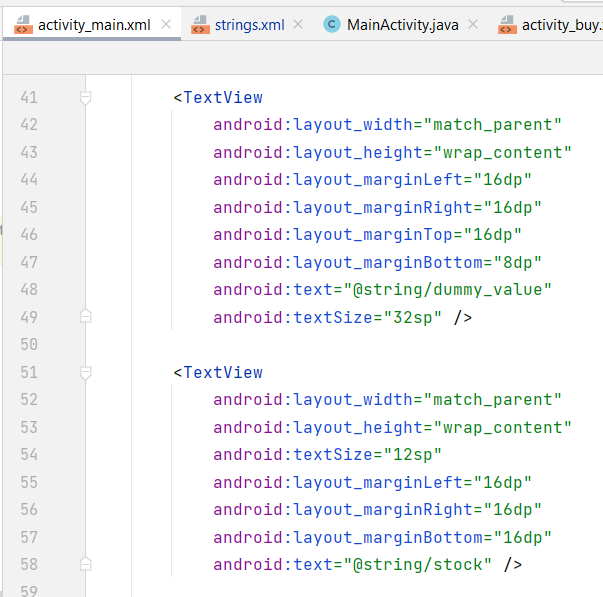 activity_main.xml strings.xml C MainActivity.java activity_buy.
41 <TextView
42 android:layout_width="match_parent"
43 android:layout_height="wrap_content"
44 android:layout_marginLeft="16dp"
45 android:layout_marginRight="16dp"
46 android:layout_marginTop="16dp"
47 android:layout_marginBottom="8dp"
48 android:text="@string/dummy_value"
49 android:textSize="32sp" />
50
51 <TextView
52 android:layout_width="match_parent"
53 android:layout_height="wrap_content"
54 android:textSize="12sp"
55 android:layout_marginLeft="16dp"
56 android:layout_marginRight="16dp"
57 android:layout_marginBottom="16dp"
58 android:text="@string/stock" />
59